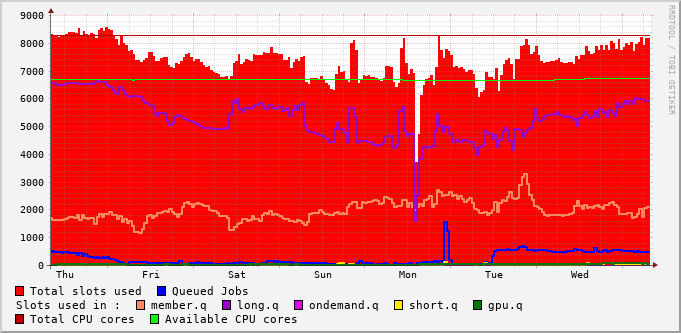 9000
8000
7000
6000
5000
4000
3000
2000
1000
0
Thu Fri Sat Sun Mon Tue Wed
RRDTOOL / TOBI OETIKER
Total slots used Queued Jobs
Slots used in : member.q long.q ondemand.q short.q gpu.q
Total CPU cores Available CPU cores